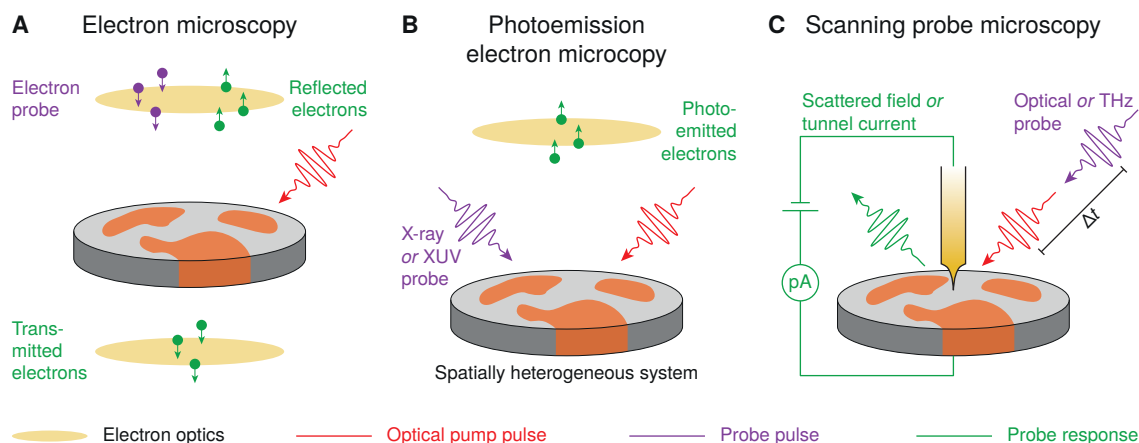 A Electron microscopy
Electron
probe
Reflected
electrons
Trans-
mitted
electrons
B Photoemission
electron microcopy
Photo-
emitted
electrons
X-ray
or XUV
probe
Spatially heterogeneous system
C Scanning probe microscopy
Scattered field or
tunnel current
Optical or THz
probe
Δt
pA
Electron optics
Optical pump pulse
Probe pulse
Probe response